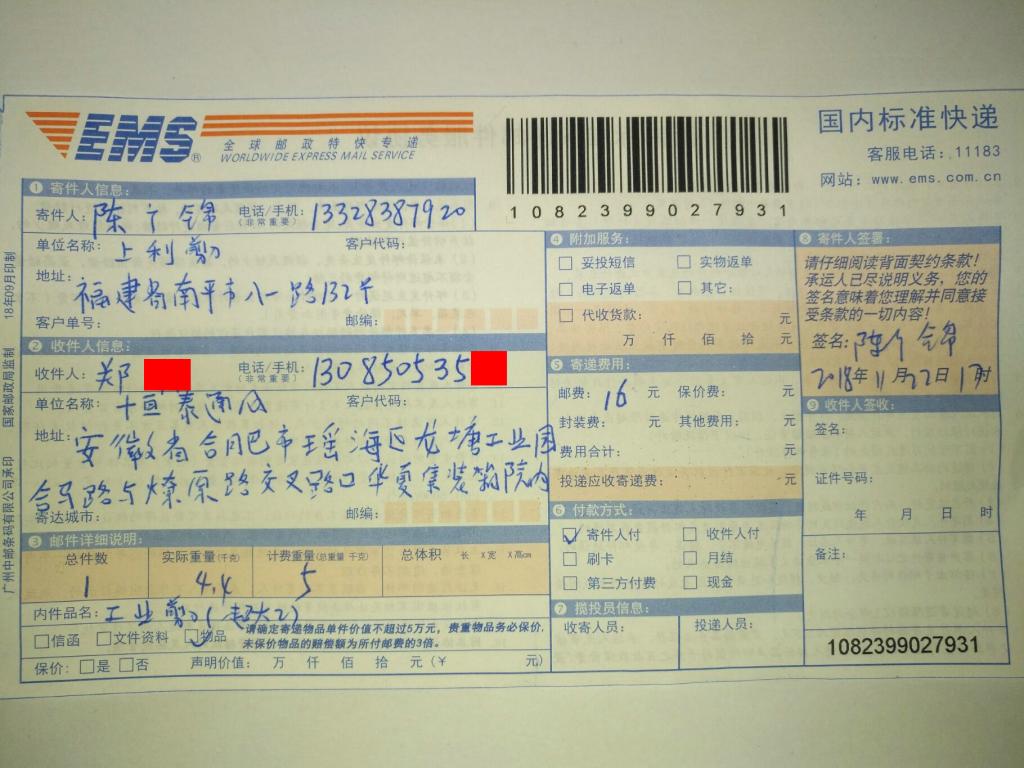 EMS®
全球邮政特快专递
WORLDWIDE EXPRESS MAIL SERVICE
1082399027931
国内标准快递
客服电话：11183
网站：www.ems.com.cn
❶ 寄件人信息：
寄件人：陈 电话/手机：（非常重要）13328387920
单位名称：上利剪刀 客户代码：
地址：福建省南平市八一路132号
客户单号： 邮编：
❷ 收件人信息：
收件人：郑 电话/手机：（非常重要）130850535
单位名称： 客户代码：
地址：安徽省合肥市瑶海区龙塘工业园
合马路与燎原路交叉路口华夏集装箱院内
寄达城市： 邮编：
❸ 邮件详细说明：
总件数 实际重量（千克） 计费重量（总重量 千克） 总体积 长 X宽 X高cm
1 4.4 5
内件品名：工业剪刀（超大）
信函 文件资料 物品
请确定寄递物品单件价值不超过5万元，贵重物品务必保价，
未保价物品的赔偿额为所付邮费的3倍。
保价：是 否 声明价值： 万 仟 佰 拾 元（￥ 元）
❹ 附加服务：
妥投短信 实物返单
电子返单 其它：
代收货款： 元
万 仟 佰 拾 元
❺ 寄递费用：
邮费：16 元 保价费： 元
封装费： 元 其他费用： 元
费用合计： 元
投递应收寄递费： 元
❻ 付款方式：
寄件人付 收件人付
刷卡 月结
第三方付费 现金
❼ 揽投员信息：
收寄人员： 投递人员：
❽ 寄件人签署：
请仔细阅读背面契约条款！
承运人已尽说明义务，您的
签名意味着您理解并同意接
受条款的一切内容！
签名：陈
2018年11月22日17时
❾ 收件人签收：
签名：
证件号码：
年 月 日 时
备注：
1082399027931
广州中邮条码有限公司承印 国家邮政局监制 18年09月印制